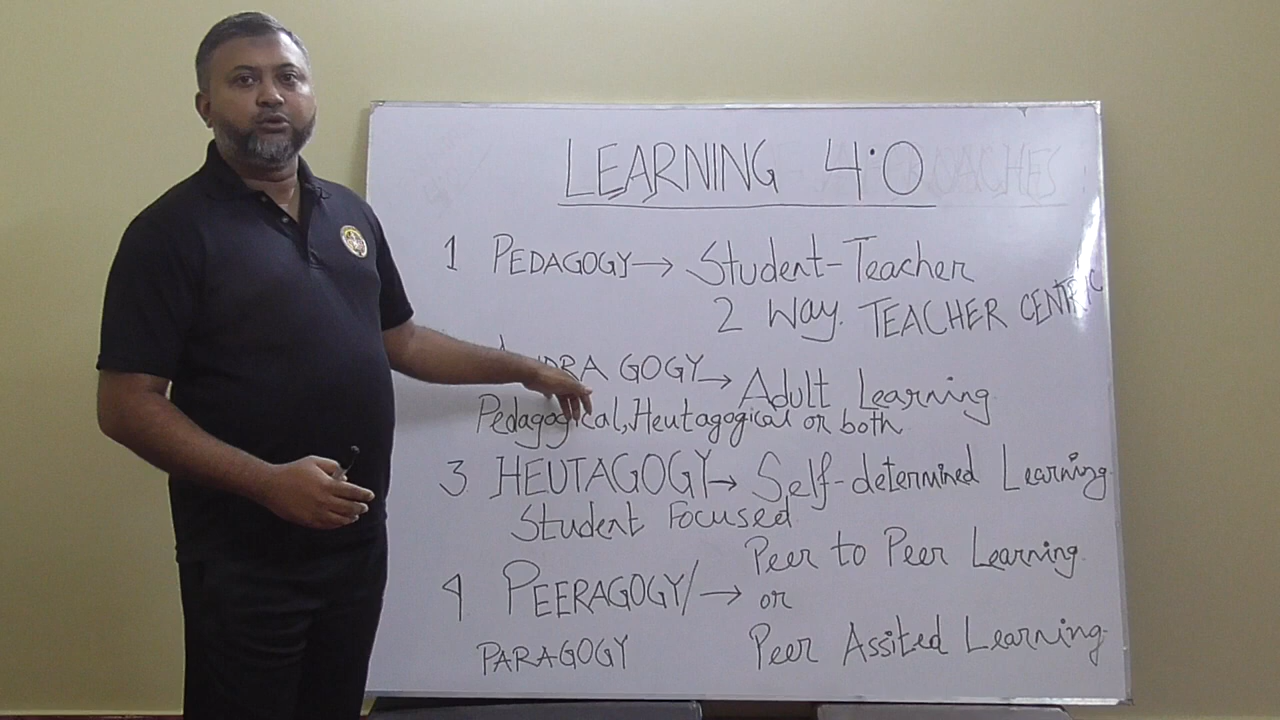 LEARNING 4.0
1 PEDAGOGY → Student-Teacher
2 Way. TEACHER CENTRIC
GOGY → Adult Learning
Pedagogical, Heutagogical or both
3. HEUTAGOGY → Self-determined Learning.
Student Focused
Peer to Peer Learning.
4 PEERAGOGY/ → or
PARAGOGY Peer Assited Learning.